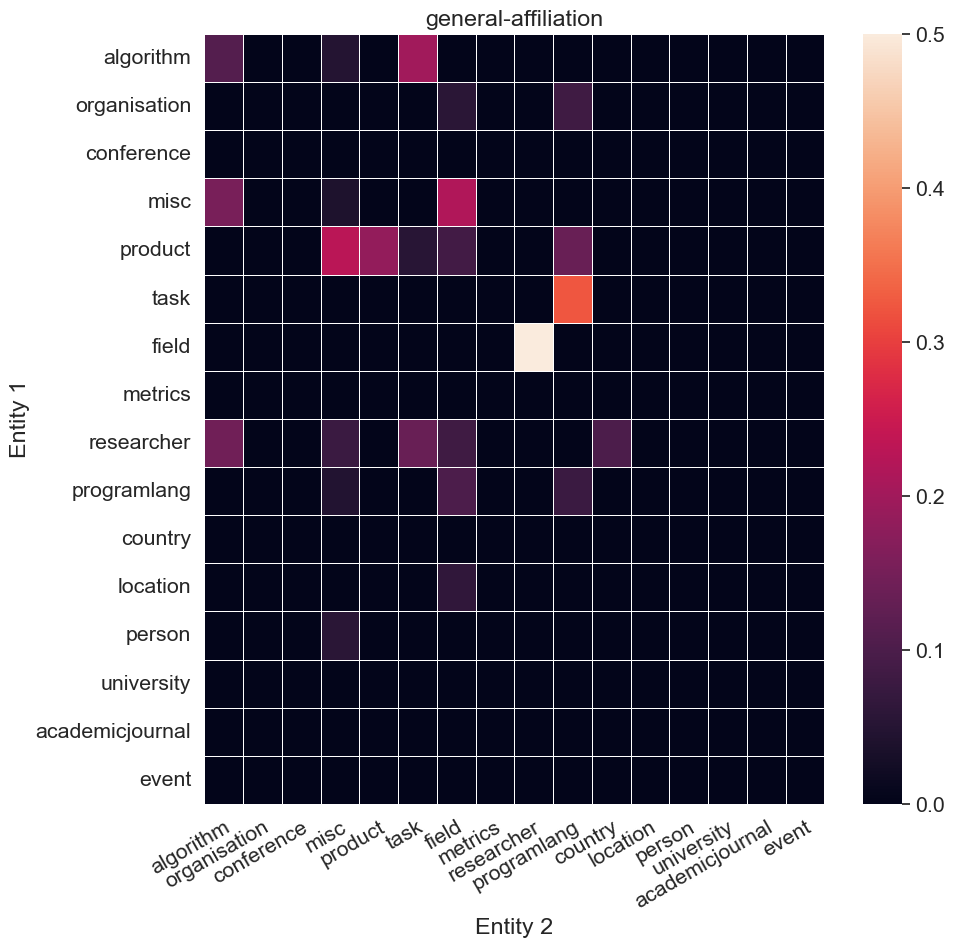 general-affiliation
Entity 1
algorithm
organisation
conference
misc
product
task
field
metrics
researcher
programlang
country
location
person
university
academicjournal
event
algorithm
organisation
conference
misc
product
task
field
metrics
researcher
programlang
country
location
person
university
academicjournal
event
Entity 2
0.5
0.4
0.3
0.2
0.1
0.0